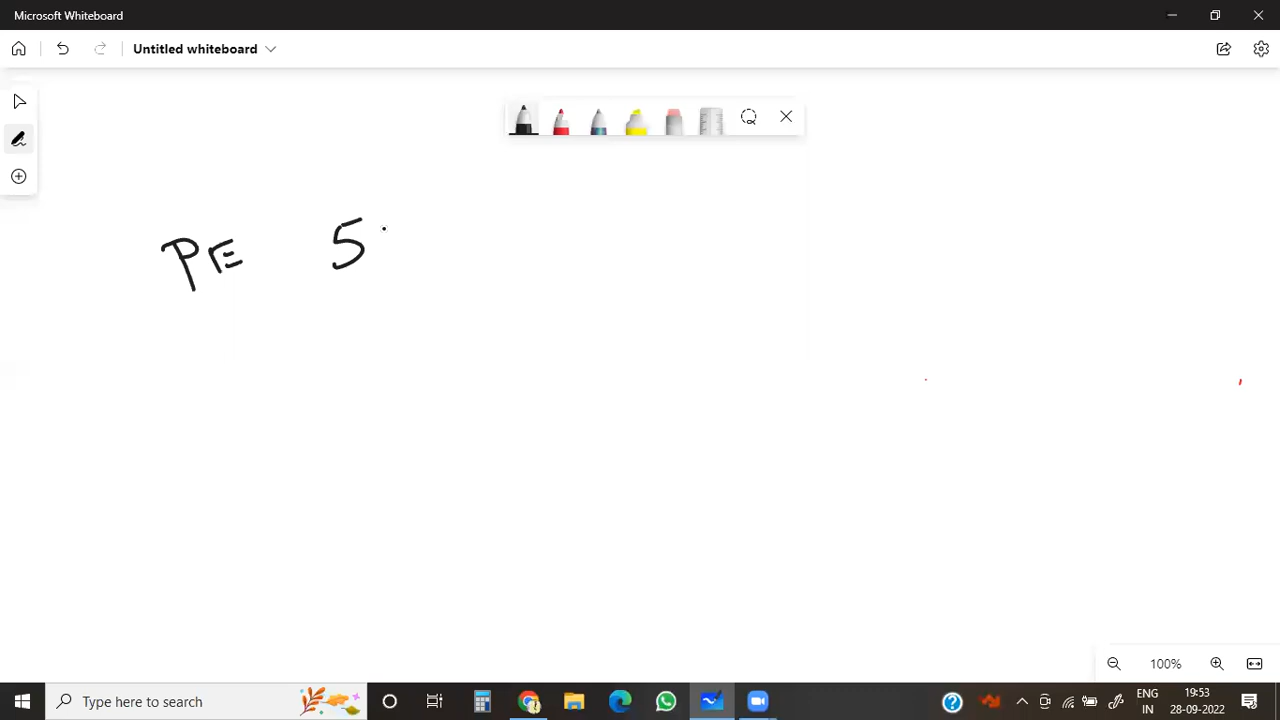 Microsoft Whiteboard
Untitled whiteboard
PE 5
100%
Type here to search
ENG
IN
19:53
28-09-2022